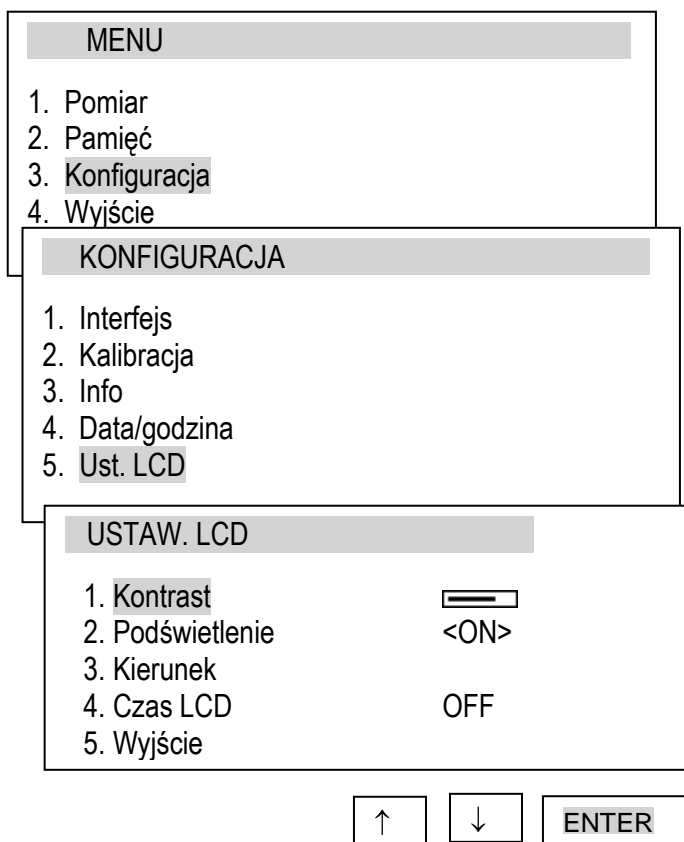 MENU
1. Pomiar
2. Pamięć
3. Konfiguracja
4. Wyjście
KONFIGURACJA
1. Interfejs
2. Kalibracja
3. Info
4. Data/godzina
5. Ust. LCD
USTAW. LCD
1. Kontrast
2. Podświetlenie <ON>
3. Kierunek
4. Czas LCD OFF
5. Wyjście
↑ ↓ ENTER